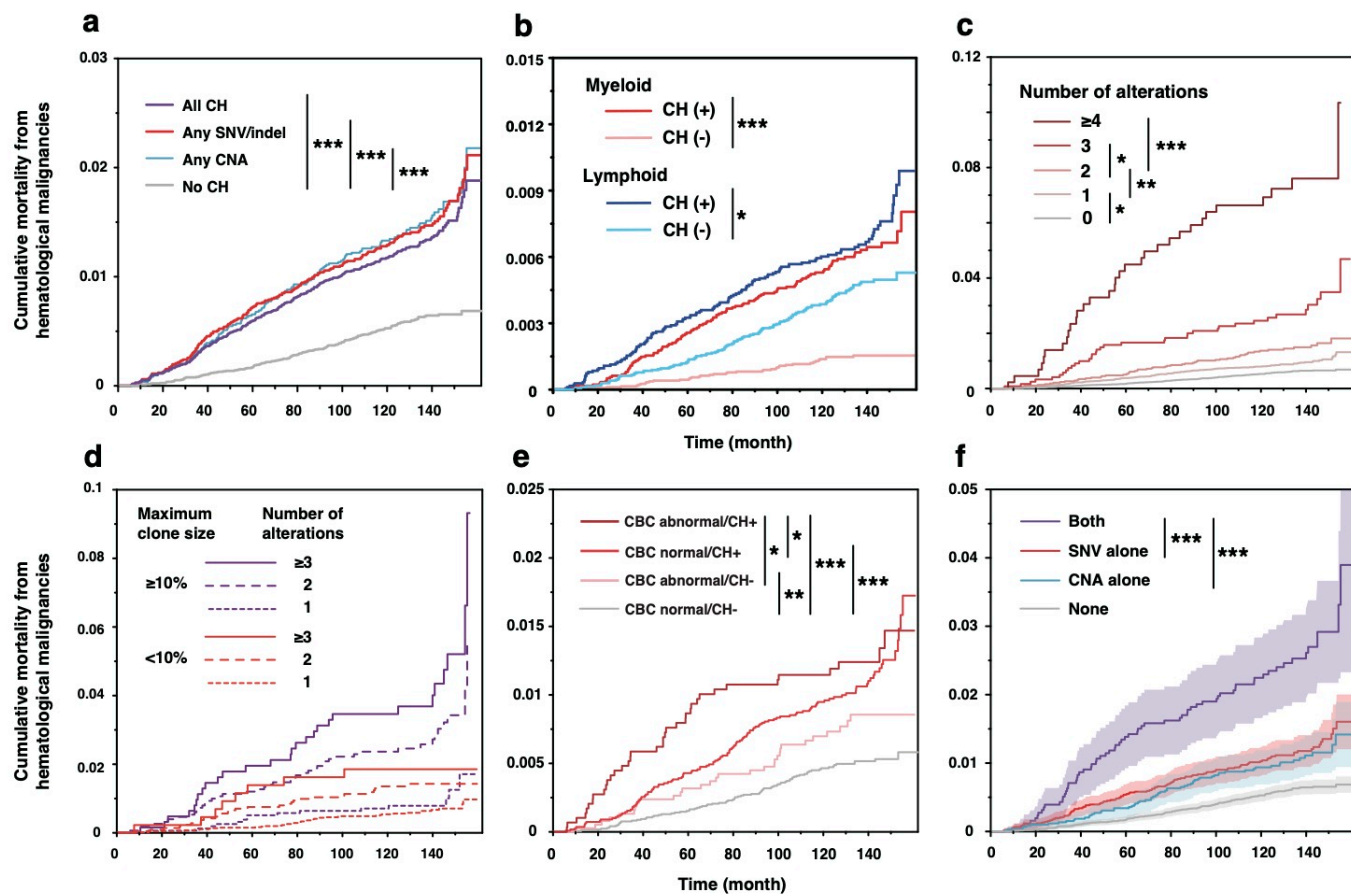 a
Cumulative mortality from
hematological malignancies
0.03
0.02
0.01
0
All CH
Any SNV/indel
Any CNA
No CH
***
***
***
0 20 40 60 80 100 120 140
b
0.015
0.012
0.009
0.006
0.003
0
Myeloid
CH (+)
CH (-)
***
Lymphoid
CH (+)
CH (-)
*
0 20 40 60 80 100 120 140
Time (month)
c
0.12
0.08
0.04
0
Number of alterations
≥4
3
2
1
0
*
***
**
*
0 20 40 60 80 100 120 140
d
Cumulative mortality from
hematological malignancies
0.1
0.08
0.06
0.04
0.02
0
Maximum
clone size
Number of
alterations
≥10%
≥3
2
1
<10%
≥3
2
1
0 20 40 60 80 100 120 140
e
0.025
0.020
0.015
0.01
0.005
0
CBC abnormal/CH+
CBC normal/CH+
CBC abnormal/CH-
CBC normal/CH-
*
*
***
***
**
0 20 40 60 80 100 120 140
Time (month)
f
0.05
0.04
0.03
0.02
0.01
0
Both
SNV alone
CNA alone
None
***
***
0 20 40 60 80 100 120 140